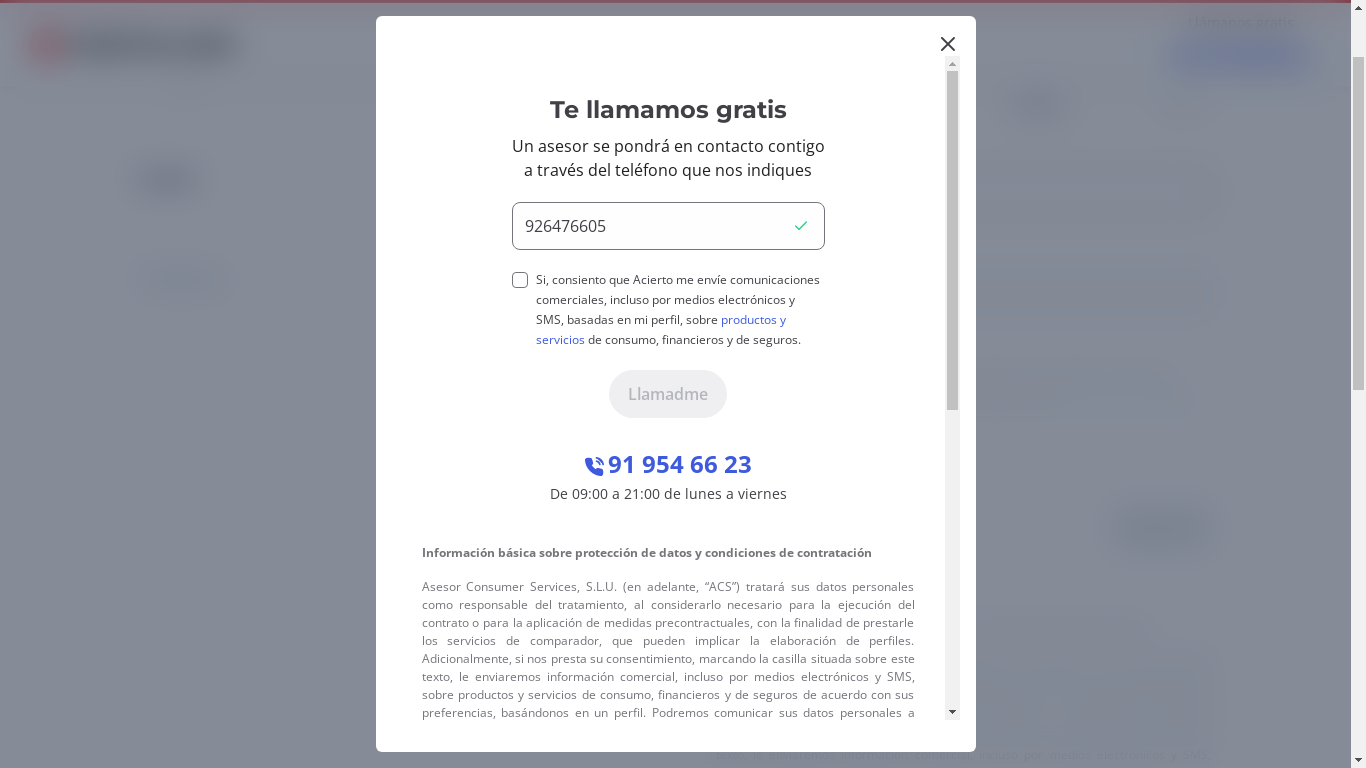 Te llamamos gratis
Un asesor se pondrá en contacto contigo
a través del teléfono que nos indiques
926476605
Si, consiento que Acierto me envíe comunicaciones
comerciales, incluso por medios electrónicos y
SMS, basadas en mi perfil, sobre productos y
servicios de consumo, financieros y de seguros.
Llamadme
91 954 66 23
De 09:00 a 21:00 de lunes a viernes
Información básica sobre protección de datos y condiciones de contratación
Asesor Consumer Services, S.L.U. (en adelante, “ACS”) tratará sus datos personales
como responsable del tratamiento, al considerarlo necesario para la ejecución del
contrato o para la aplicación de medidas precontractuales, con la finalidad de prestarle
los servicios de comparador, que pueden implicar la elaboración de perfiles.
Adicionalmente, si nos presta su consentimiento, marcando la casilla situada sobre este
texto, le enviaremos información comercial, incluso por medios electrónicos y SMS,
sobre productos y servicios de consumo, financieros y de seguros de acuerdo con sus
preferencias, basándonos en un perfil. Podremos comunicar sus datos personales a